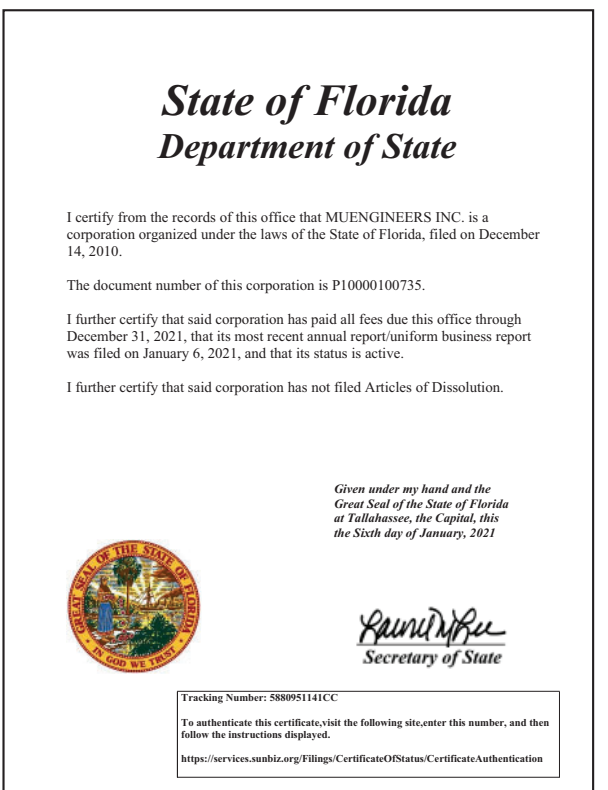 State of Florida
Department of State
I certify from the records of this office that MUENGINEERS INC. is a
corporation organized under the laws of the State of Florida, filed on December
14, 2010.
The document number of this corporation is P10000100735.
I further certify that said corporation has paid all fees due this office through
December 31, 2021, that its most recent annual report/uniform business report
was filed on January 6, 2021, and that its status is active.
I further certify that said corporation has not filed Articles of Dissolution.
Given under my hand and the
Great Seal of the State of Florida
at Tallahassee, the Capital, this
the Sixth day of January, 2021
GREAT SEAL OF THE STATE OF FLORIDA
IN GOD WE TRUST
Secretary of State
Tracking Number: 5880951141CC
To authenticate this certificate,visit the following site,enter this number, and then
follow the instructions displayed.
https://services.sunbiz.org/Filings/CertificateOfStatus/CertificateAuthentication